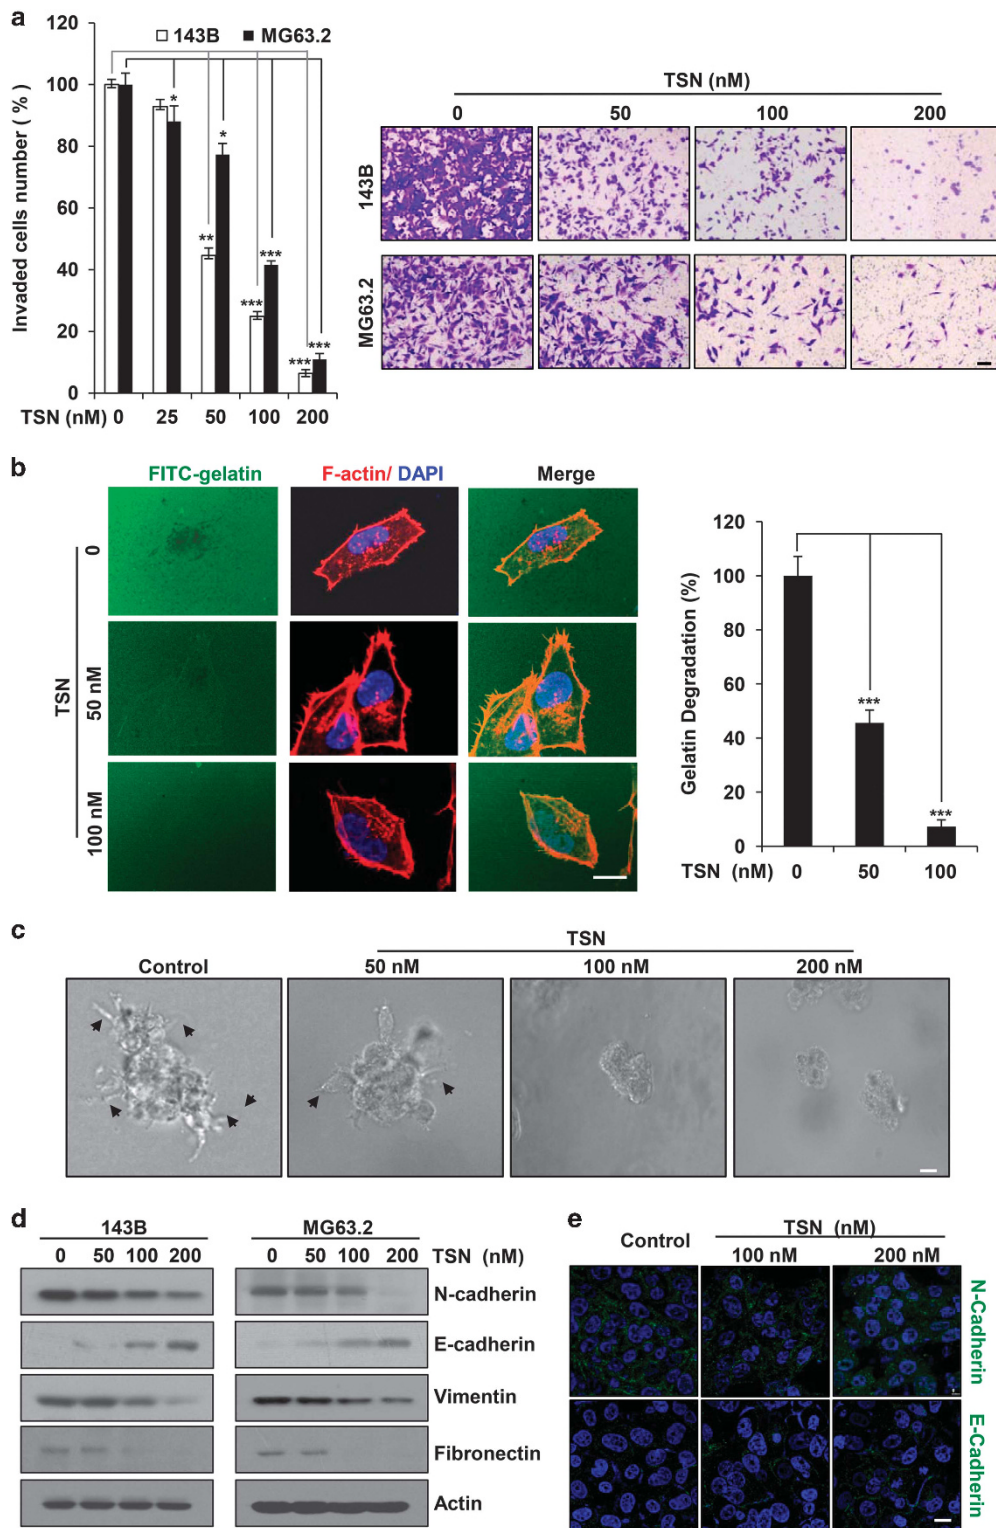 a
120
100
80
60
40
20
0
Invaded cells number ( % )
143B MG63.2
*
*
**
***
***
***
***
TSN (nM) 0 25 50 100 200
TSN (nM)
0 50 100 200
143B
MG63.2
b
FITC-gelatin F-actin/ DAPI Merge
TSN
0
50 nM
100 nM
120
100
80
60
40
20
0
Gelatin Degradation (%)
***
***
TSN (nM) 0 50 100
c
TSN
Control 50 nM 100 nM 200 nM
d
143B MG63.2
0 50 100 200 0 50 100 200 TSN (nM)
N-cadherin
E-cadherin
Vimentin
Fibronectin
Actin
e
TSN (nM)
Control 100 nM 200 nM
N-Cadherin
E-Cadherin